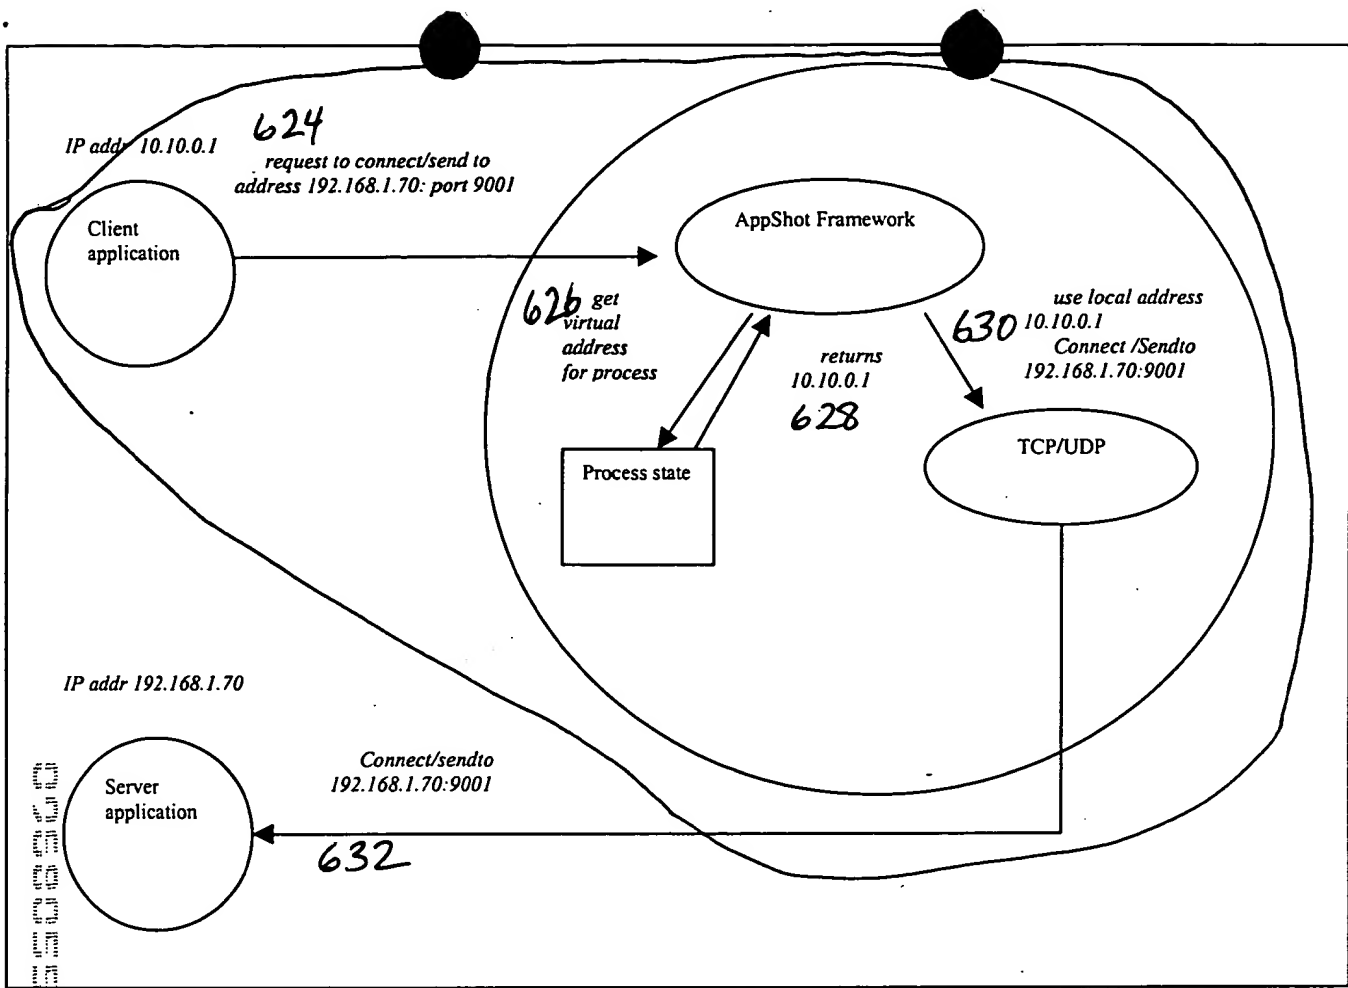 IP addr 10.10.0.1
624
request to connect/send to
address 192.168.1.70: port 9001
Client
application
AppShot Framework
626 get
virtual
address
for process
returns
10.10.0.1
628
630
use local address
10.10.0.1
Connect /Sendto
192.168.1.70:9001
Process state
TCP/UDP
IP addr 192.168.1.70
Server
application
Connect/sendto
192.168.1.70:9001
632